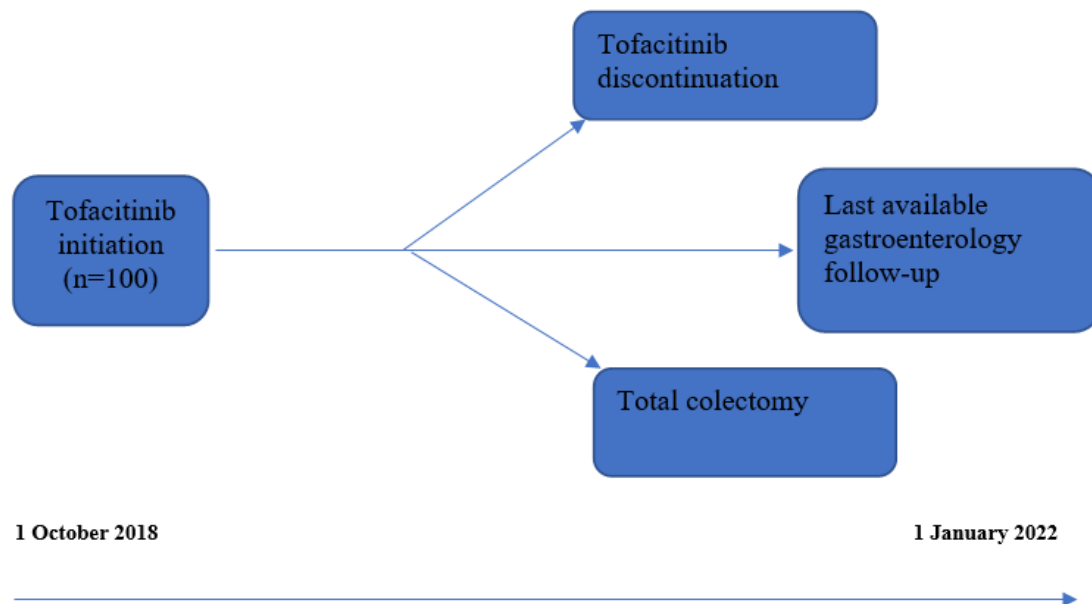 Tofacitinib
discontinuation
Tofacitinib
initiation
(n=100)
Last available
gastroenterology
follow-up
Total colectomy
1 October 2018
1 January 2022